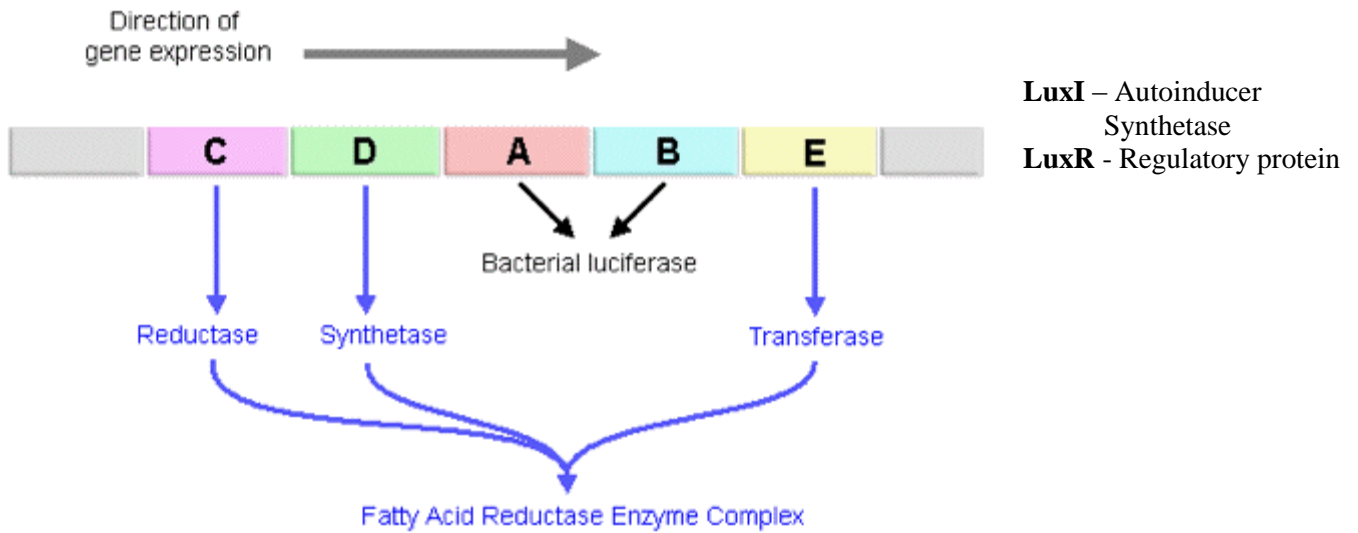 Direction of
gene expression
LuxI – Autoinducer
Synthetase
LuxR - Regulatory protein
C D A B E
Bacterial luciferase
Reductase Synthetase Transferase
Fatty Acid Reductase Enzyme Complex